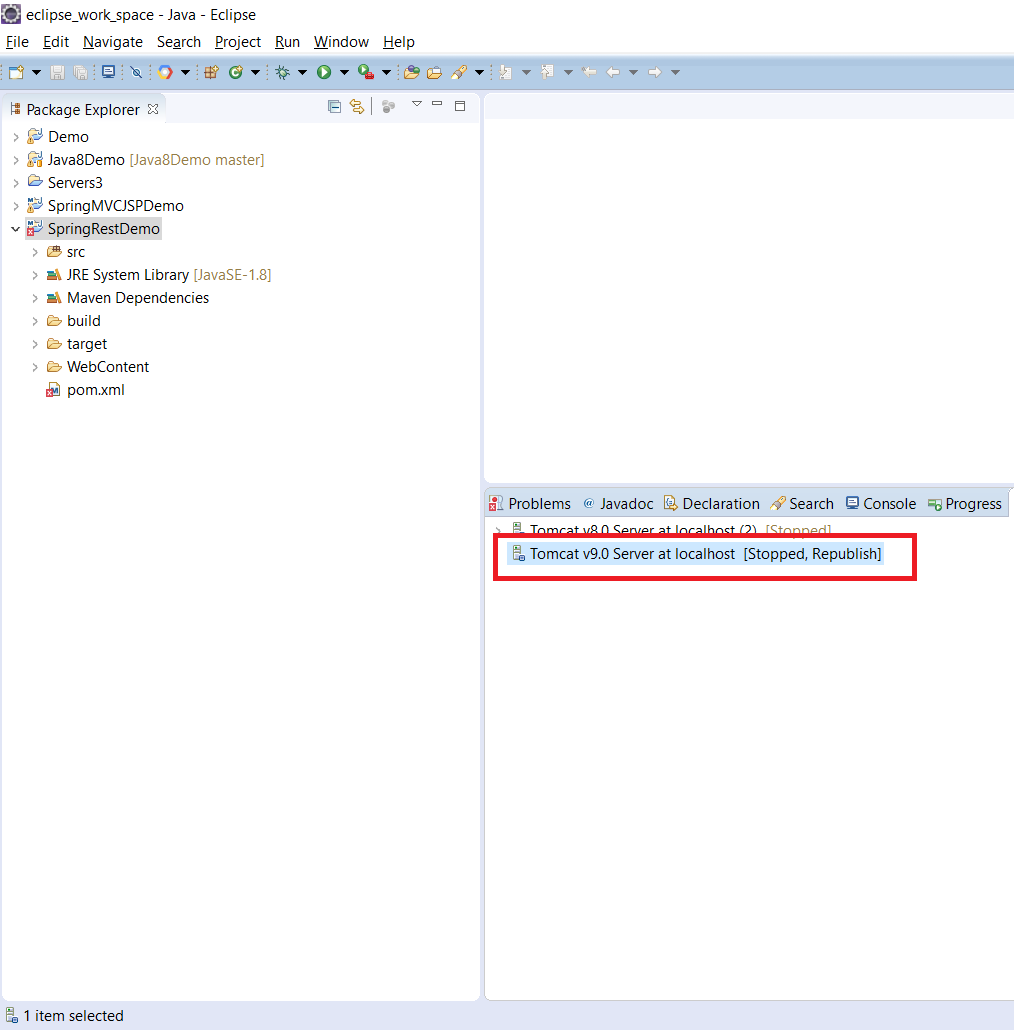 eclipse_work_space - Java - Eclipse
File Edit Navigate Search Project Run Window Help
Package Explorer
Demo
Java8Demo [Java8Demo master]
Servers3
SpringMVCJSPDemo
SpringRestDemo
src
JRE System Library [JavaSE-1.8]
Maven Dependencies
build
target
WebContent
pom.xml
Problems @ Javadoc Declaration Search Console Progress
Tomcat v8.0 Server at localhost (2) [Stopped]
Tomcat v9.0 Server at localhost [Stopped, Republish]
1 item selected